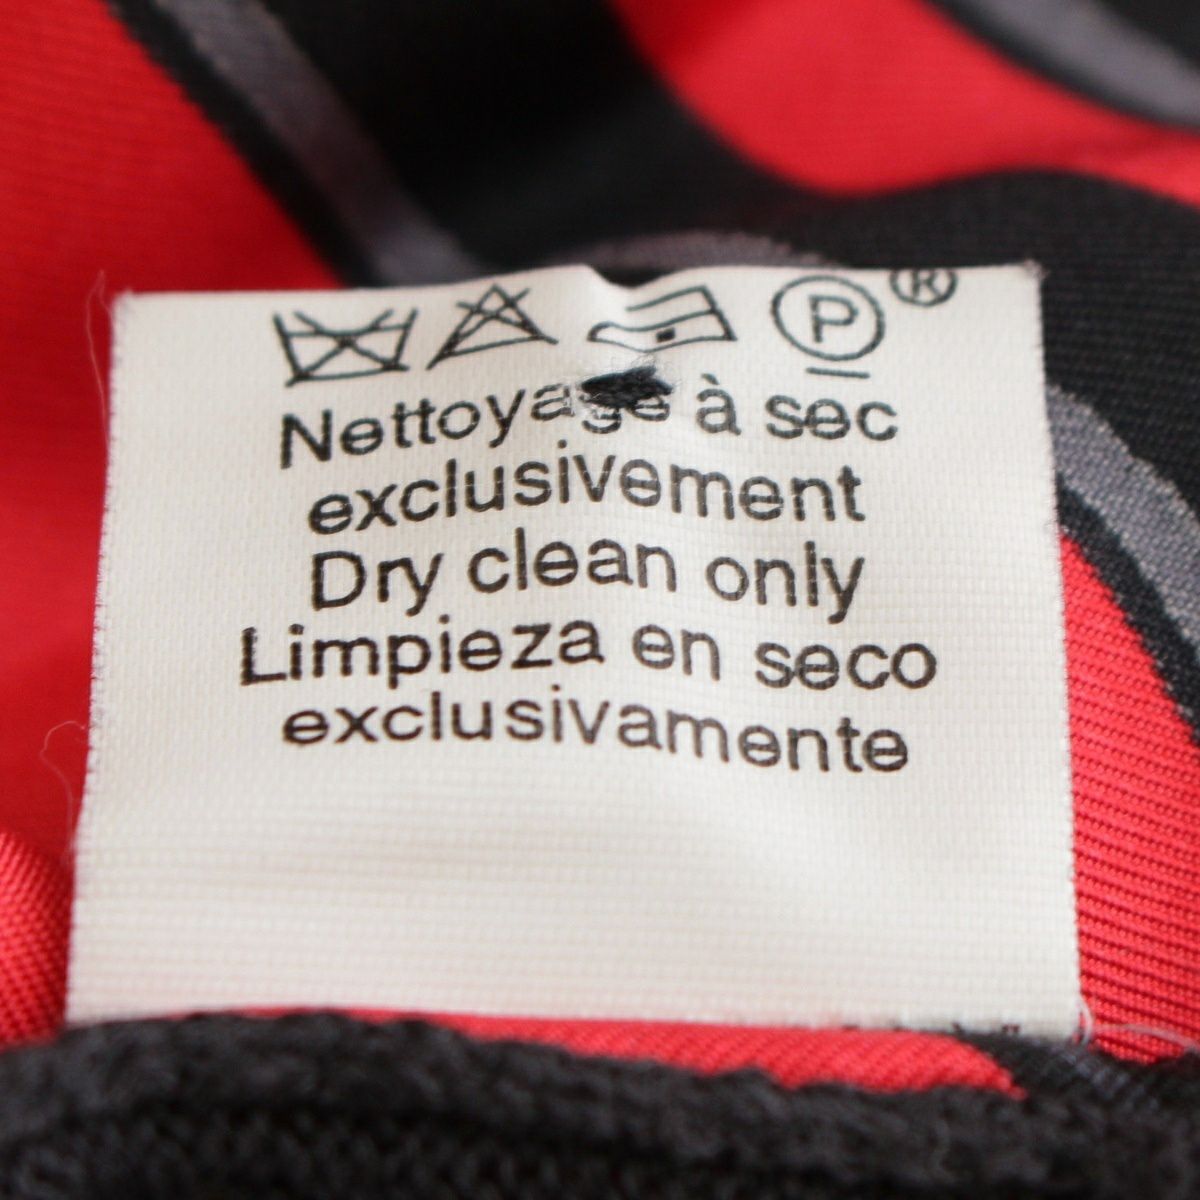 P ®
Nettoyage à sec
exclusivement
Dry clean only
Limpieza en seco
exclusivamente